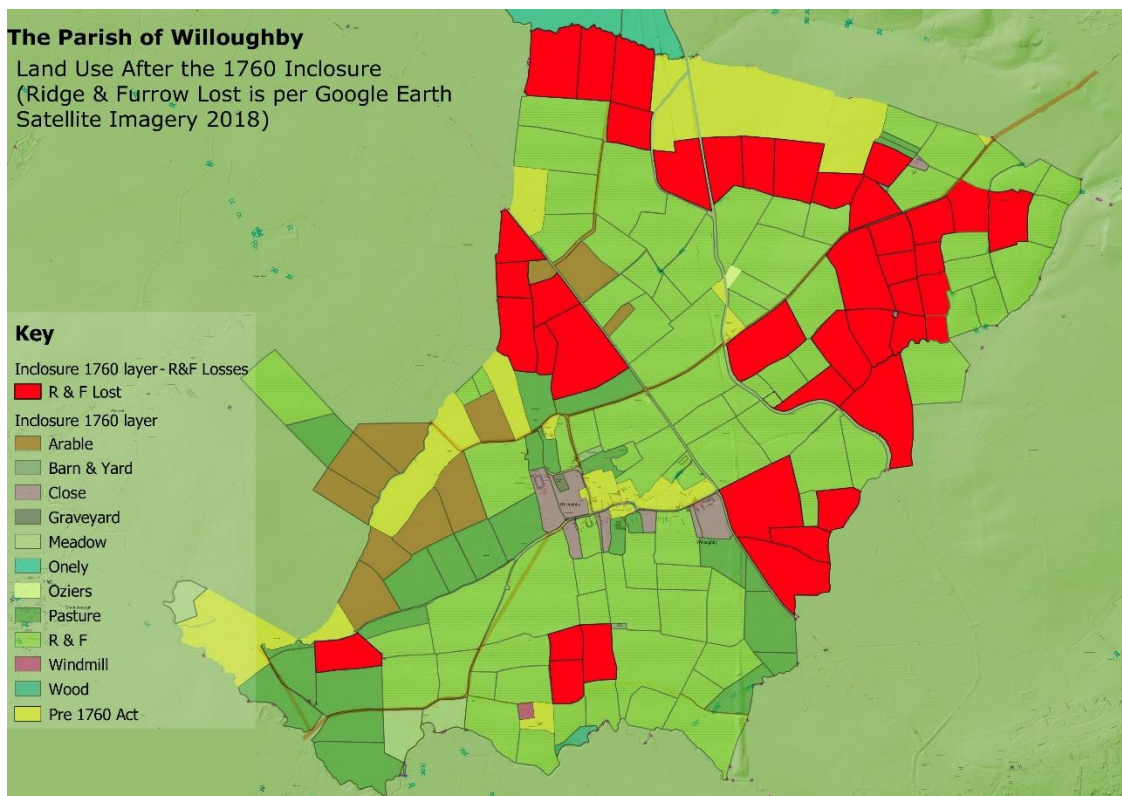 The Parish of Willoughby
Land Use After the 1760 Inclosure
(Ridge & Furrow Lost is per Google Earth
Satellite Imagery 2018)
Key
Inclosure 1760 layer - R&F Losses
R & F Lost
Inclosure 1760 layer
Arable
Barn & Yard
Close
Graveyard
Meadow
Onely
Oziers
Pasture
R & F
Windmill
Wood
Pre 1760 Act
Willoughby